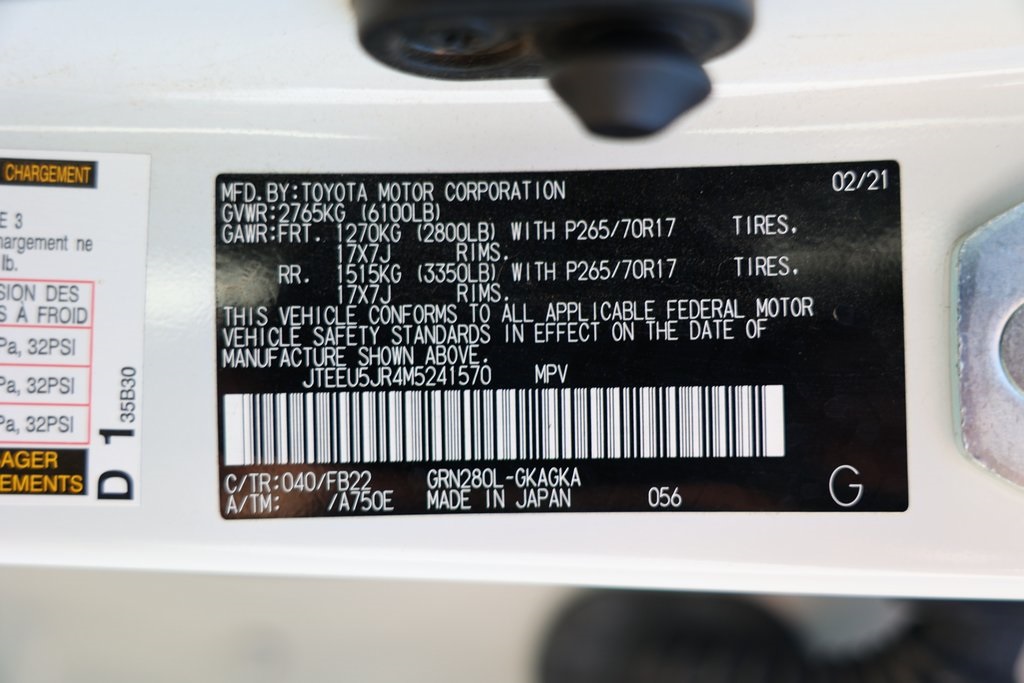 CHARGEMENT
E 3
hargement ne
lb.
SION DES
S À FROID
Pa, 32PSI
Pa, 32PSI
Pa, 32PSI
AGER
EMENTS
D 1 35B30
MFD.BY:TOYOTA MOTOR CORPORATION 02/21
GVWR:2765KG (6100LB)
GAWR:FRT. 1270KG (2800LB) WITH P265/70R17 TIRES.
17X7J RIMS.
RR. 1515KG (3350LB) WITH P265/70R17 TIRES.
17X7J RIMS.
THIS VEHICLE CONFORMS TO ALL APPLICABLE FEDERAL MOTOR
VEHICLE SAFETY STANDARDS IN EFFECT ON THE DATE OF
MANUFACTURE SHOWN ABOVE.
JTEEU5JR4M5241570 MPV
C/TR:040/FB22 GRN280L-GKAGKA
A/TM: /A750E MADE IN JAPAN 056
G